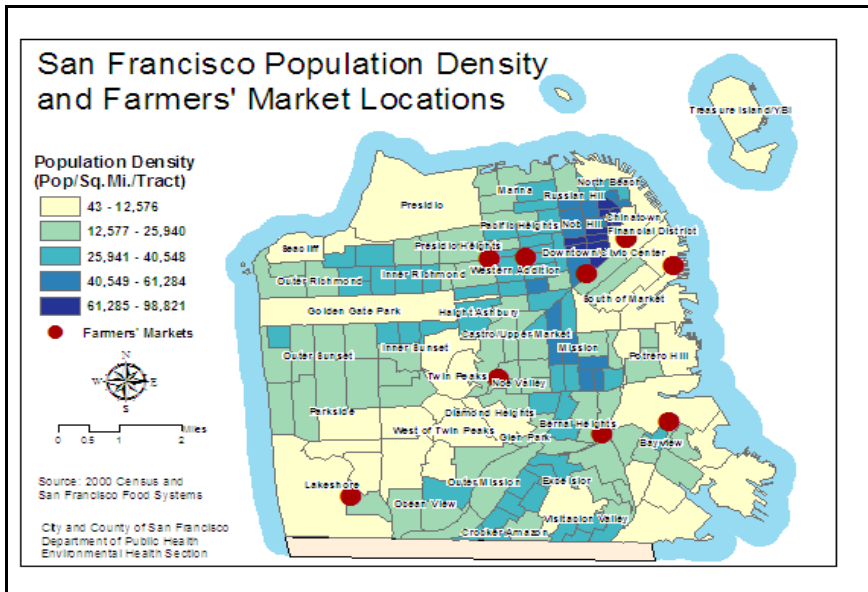 San Francisco Population Density
and Farmers' Market Locations
Population Density
(Pop/Sq.Mi./Tract)
43 - 12,576
12,577 - 25,940
25,941 - 40,548
40,549 - 61,284
61,285 - 98,821
Farmers' Markets
N
W E
S
0 0.5 1 2 Miles
Source: 2000 Census and
San Francisco Food Systems
City and County of San Francisco
Department of Public Health
Environmental Health Section
Treasure Island/YBI
North Beach
Marina
Russian Hill
Presidio
Chinatown
Pacific Heights
Nob Hill
Financial District
Seacliff
Presidio Heights
Downtown/Civic Center
Inner Richmond
Western Addition
Outer Richmond
South of Market
Golden Gate Park
Haight Ashbury
Castro/Upper Market
Inner Sunset
Mission
Outer Sunset
Potrero Hill
Twin Peaks
Noe Valley
Parkside
Diamond Heights
West of Twin Peaks
Bernal Heights
Glen Park
Bayview
Lakeshore
Outer Mission
Excelsior
Ocean View
Visitacion Valley
Crocker Amazon